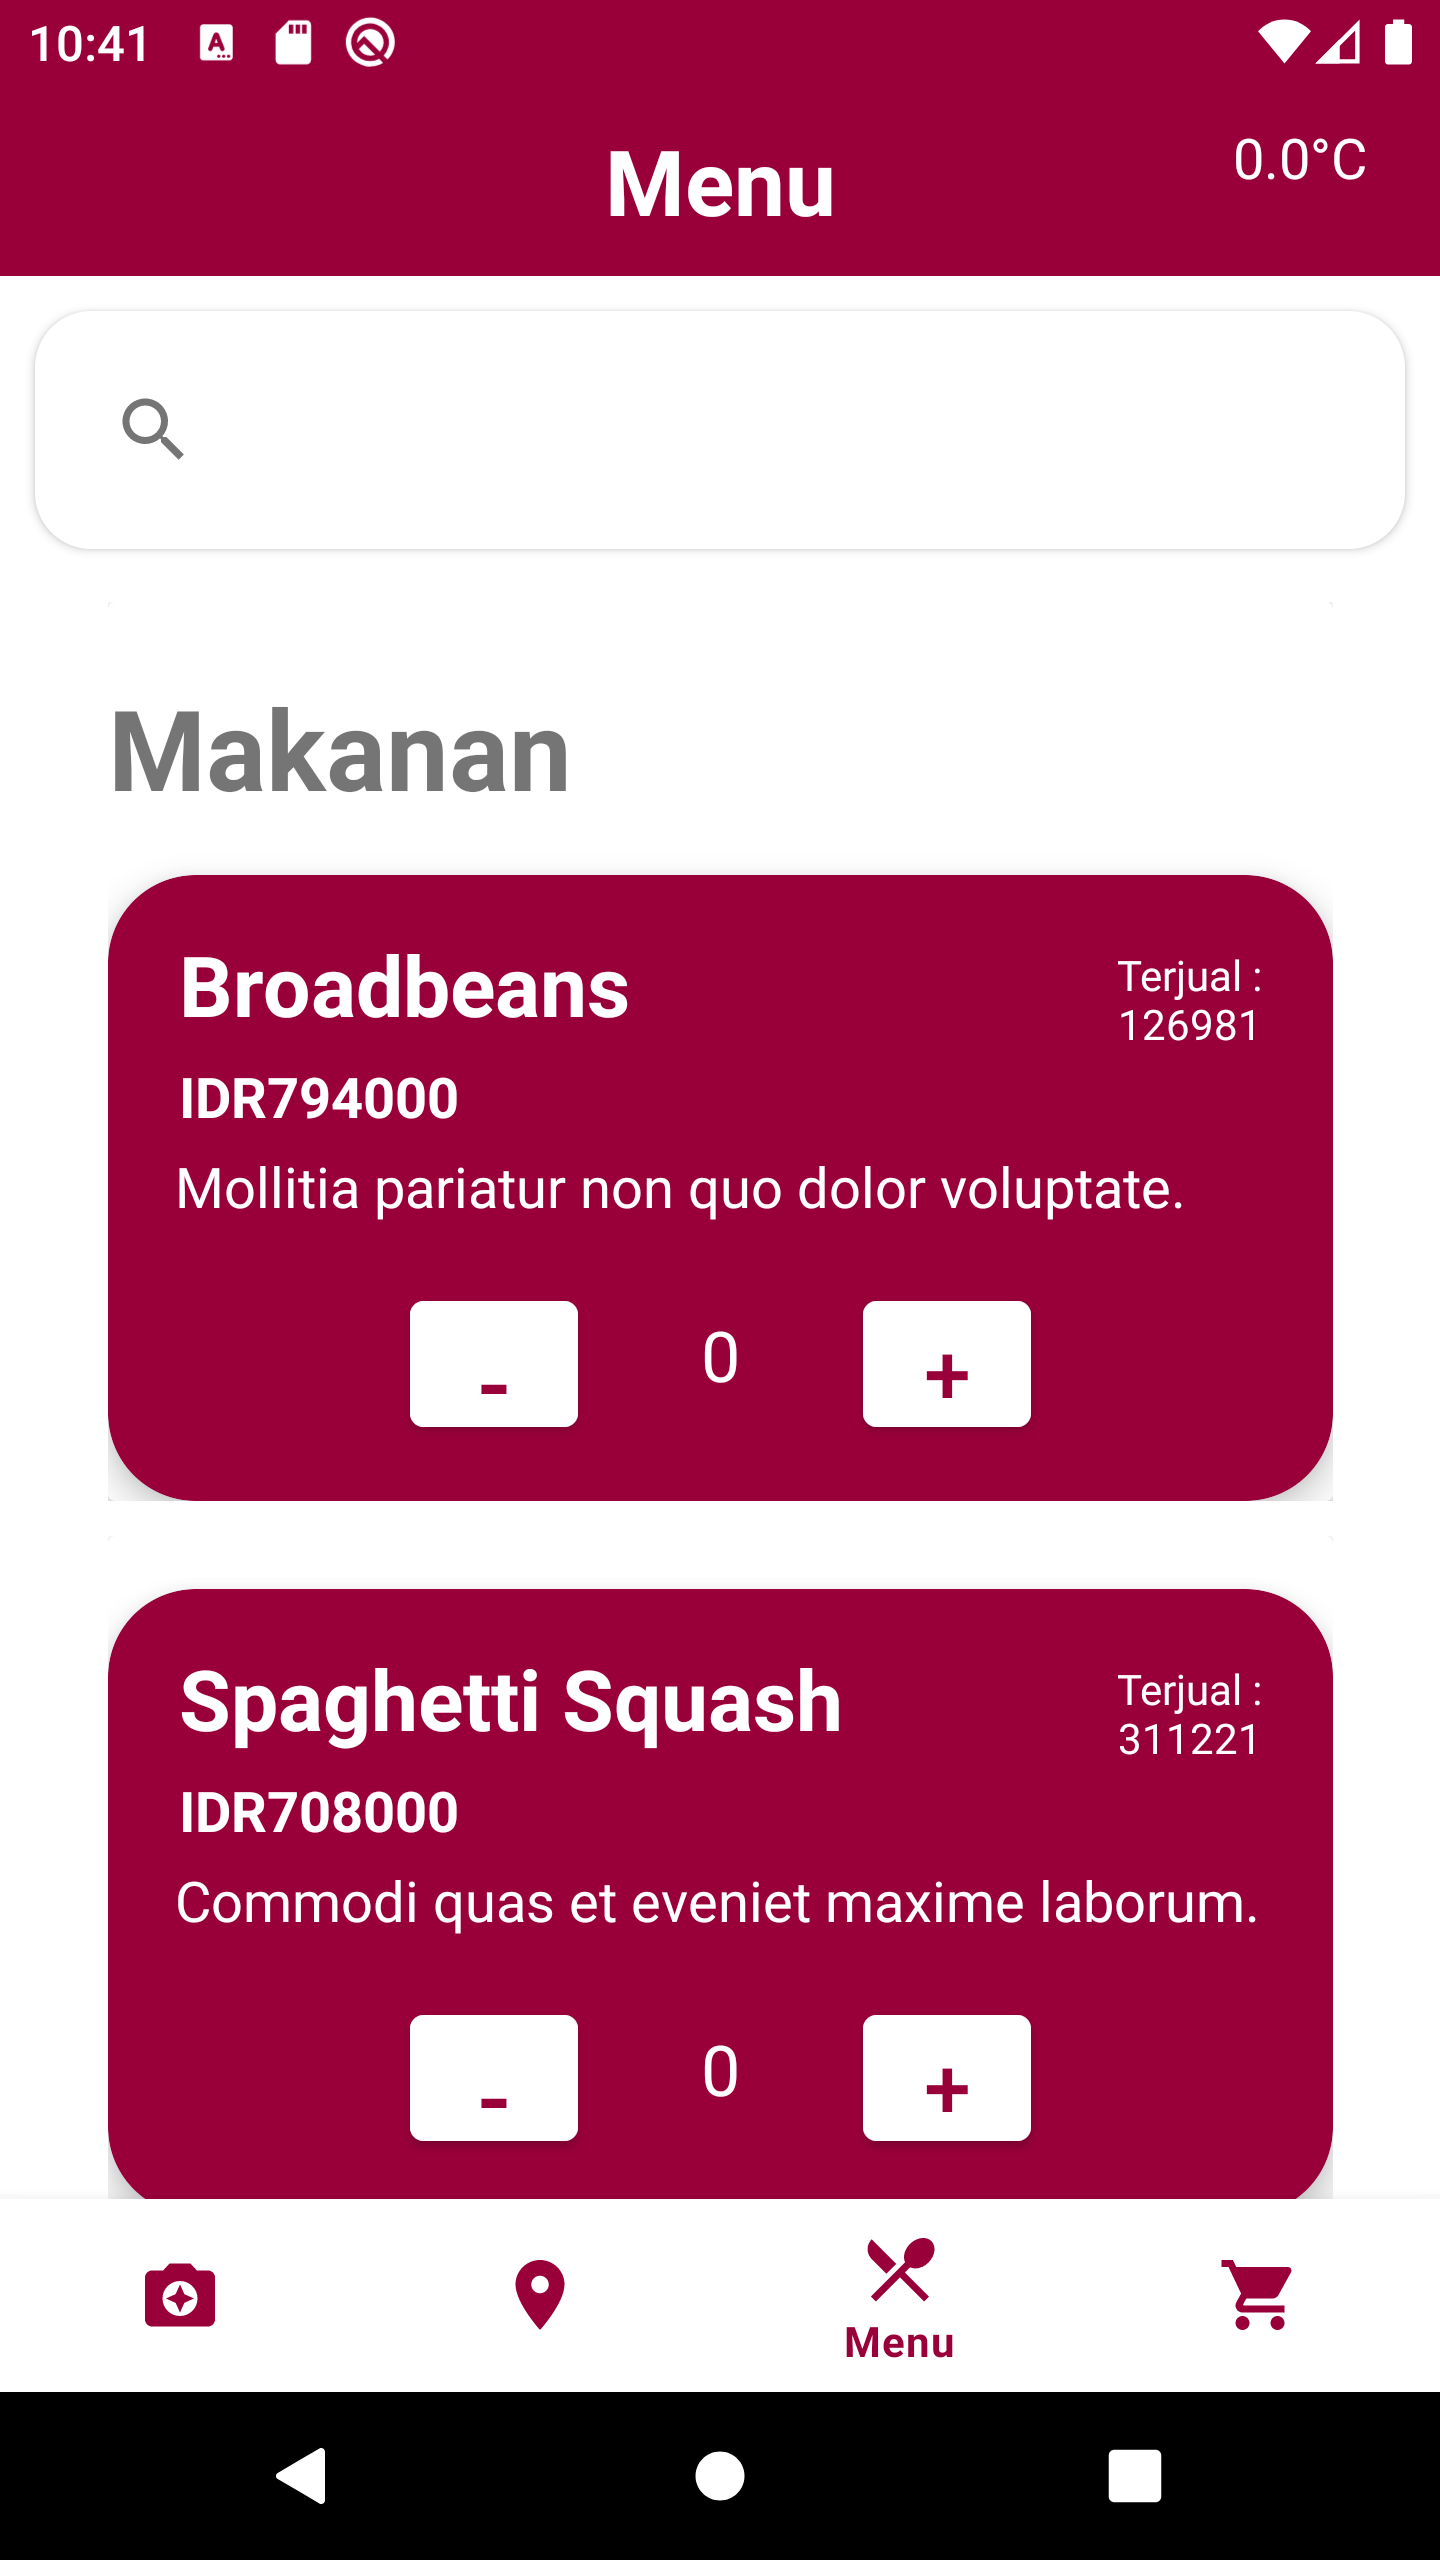 10:41
Menu
0.0°C
Makanan
Broadbeans
Terjual :
126981
IDR794000
Mollitia pariatur non quo dolor voluptate.
- 0 +
Spaghetti Squash
Terjual :
311221
IDR708000
Commodi quas et eveniet maxime laborum.
- 0 +
Menu